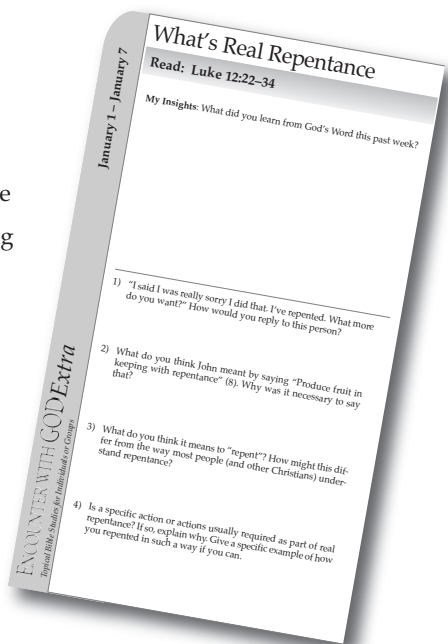 e
g
What's Real Repentance
Read: Luke 12:22–34
My Insights: What did you learn from God's Word this past week?
1) "I said I was really sorry I did that. I've repented. What more
do you want?" How would you reply to this person?
2) What do you think John meant by saying "Produce fruit in
keeping with repentance" (8). Why was it necessary to say
that?
3) What do you think it means to "repent"? How might this dif-
fer from the way most people (and other Christians) under-
stand repentance?
4) Is a specific action or actions usually required as part of real
repentance? If so, explain why. Give a specific example of how
you repented in such a way if you can.
January 1 – January 7
ENCOUNTER WITH GODExtra
Topical Bible Studies for Individuals or Groups